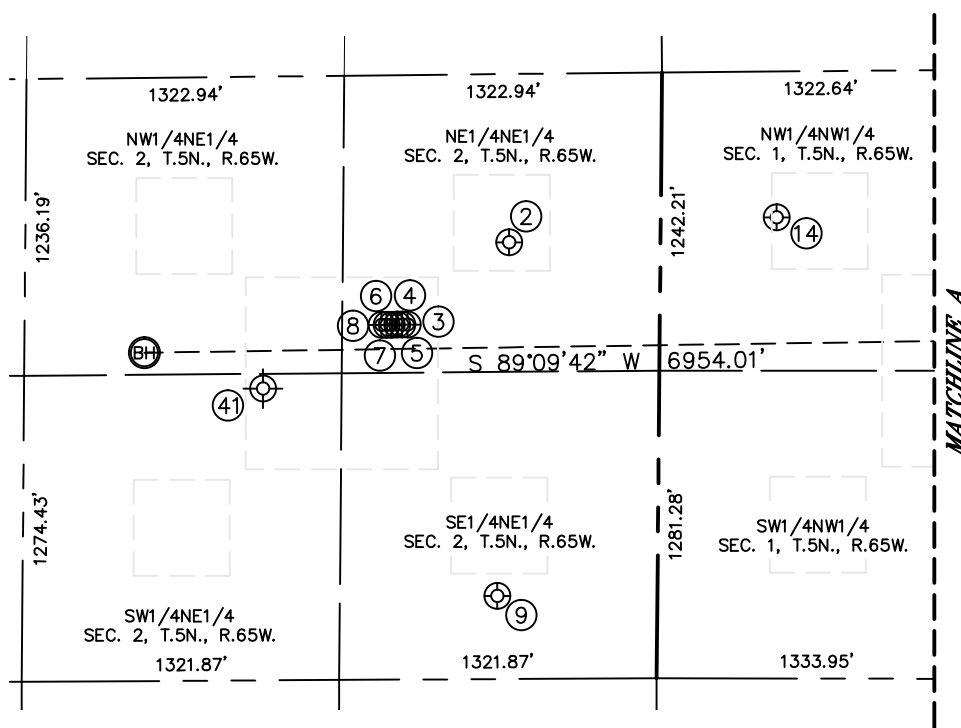 1322.94’
1322.94’
1322.64’
NW1/4NE1/4
SEC. 2, T.5N., R.65W.
NE1/4NE1/4
SEC. 2, T.5N., R.65W.
NW1/4NW1/4
SEC. 1, T.5N., R.65W.
1236.19’
1242.21’
2
14
6
4
8
3
7
5
BH
S 89°09’42” W 6954.01’
41
MATCHLINE A
1274.43’
1281.28’
SE1/4NE1/4
SEC. 2, T.5N., R.65W.
SW1/4NW1/4
SEC. 1, T.5N., R.65W.
9
SW1/4NE1/4
SEC. 2, T.5N., R.65W.
1321.87’
1321.87’
1333.95’